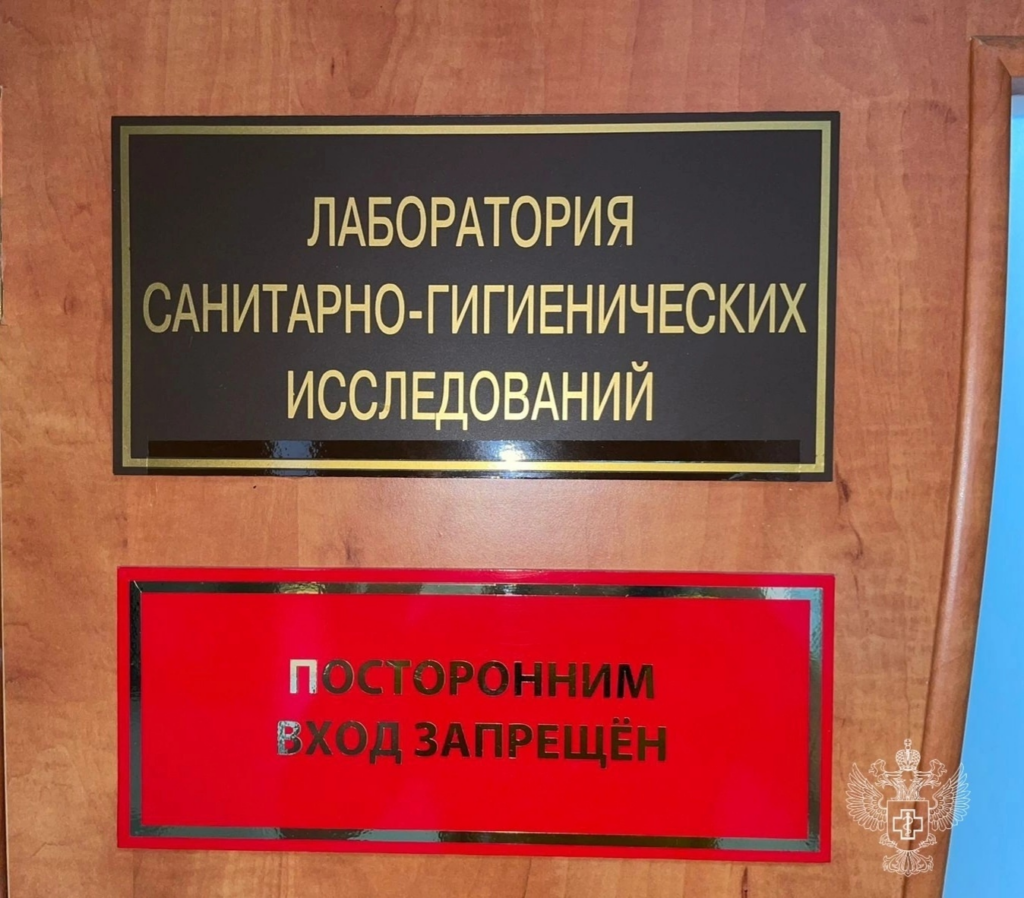 ЛАБОРАТОРИЯ
САНИТАРНО-ГИГИЕНИЧЕСКИХ
ИССЛЕДОВАНИЙ
ПОСТОРОННИМ
ВХОД ЗАПРЕЩЁН